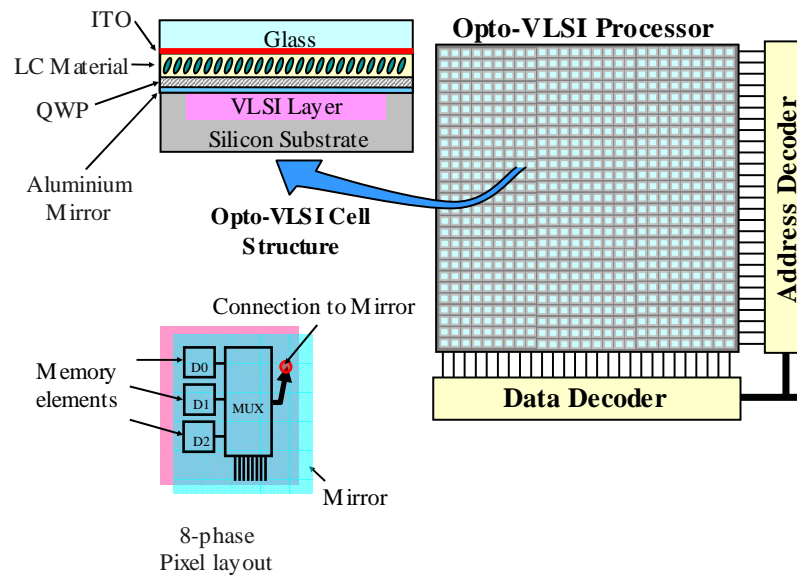 ITO
Glass
LC Material
QWP
VLSI Layer
Silicon Substrate
Aluminium
Mirror
Opto-VLSI Cell
Structure
Opto-VLSI Processor
Address Decoder
Data Decoder
Connection to Mirror
Memory
elements
D0
D1
D2
MUX
Mirror
8-phase
Pixel layout